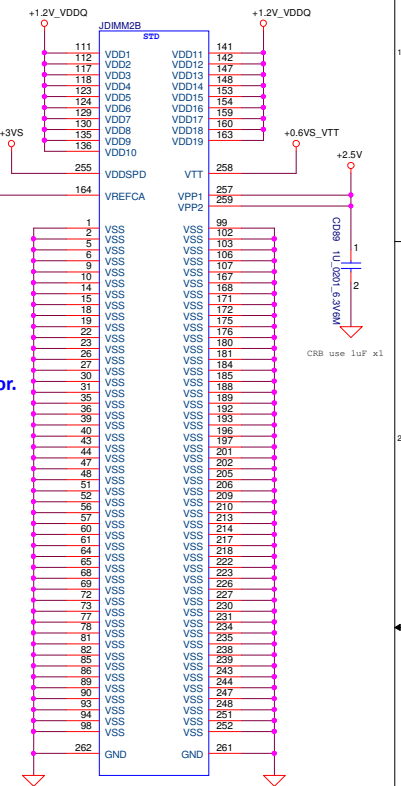 +1.2V_VDDQ +1.2V_VDDQ
JDIMM2B
STD
111 VDD1 VDD11 141
112 VDD2 VDD12 142
117 VDD3 VDD13 147
118 VDD4 VDD14 148
123 VDD5 VDD15 153
124 VDD6 VDD16 154
129 VDD7 VDD17 159
130 VDD8 VDD18 160
135 VDD9 VDD19 163
136 VDD10
+3VS +0.6VS_VTT
255 VDDSPD VTT 258
+2.5V
164 VREFCA VPP1 257
VPP2 259
1 VSS VSS 99
2 VSS VSS 102
5 VSS VSS 103
6 VSS VSS 106
9 VSS VSS 107
10 VSS VSS 167
14 VSS VSS 168
15 VSS VSS 171
18 VSS VSS 172
19 VSS VSS 175
22 VSS VSS 176
23 VSS VSS 180
26 VSS VSS 181
27 VSS VSS 184
30 VSS VSS 185
31 VSS VSS 188
35 VSS VSS 189
36 VSS VSS 192
39 VSS VSS 193
40 VSS VSS 196
43 VSS VSS 197
44 VSS VSS 201
47 VSS VSS 202
48 VSS VSS 205
51 VSS VSS 206
52 VSS VSS 209
56 VSS VSS 210
57 VSS VSS 213
60 VSS VSS 214
61 VSS VSS 217
64 VSS VSS 218
65 VSS VSS 222
68 VSS VSS 223
69 VSS VSS 226
72 VSS VSS 227
73 VSS VSS 230
77 VSS VSS 231
78 VSS VSS 234
81 VSS VSS 235
82 VSS VSS 238
85 VSS VSS 239
86 VSS VSS 243
89 VSS VSS 244
90 VSS VSS 247
93 VSS VSS 248
94 VSS VSS 251
98 VSS VSS 252
262 GND GND 261
CD89 1U_0201_6.3V6M
1
2
CRB use 1uF x1
or.
1
2